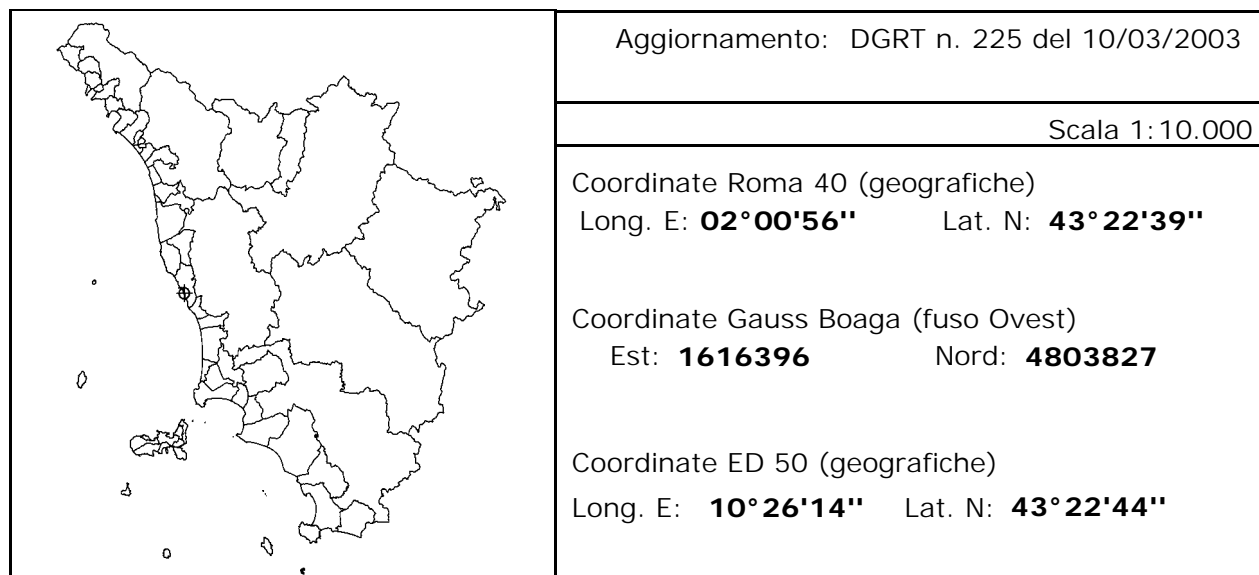 Aggiornamento: DGRT n. 225 del 10/03/2003
Scala 1:10.000
Coordinate Roma 40 (geografiche)
Long. E: 02°00'56'' Lat. N: 43°22'39''
Coordinate Gauss Boaga (fuso Ovest)
Est: 1616396 Nord: 4803827
Coordinate ED 50 (geografiche)
Long. E: 10°26'14'' Lat. N: 43°22'44''